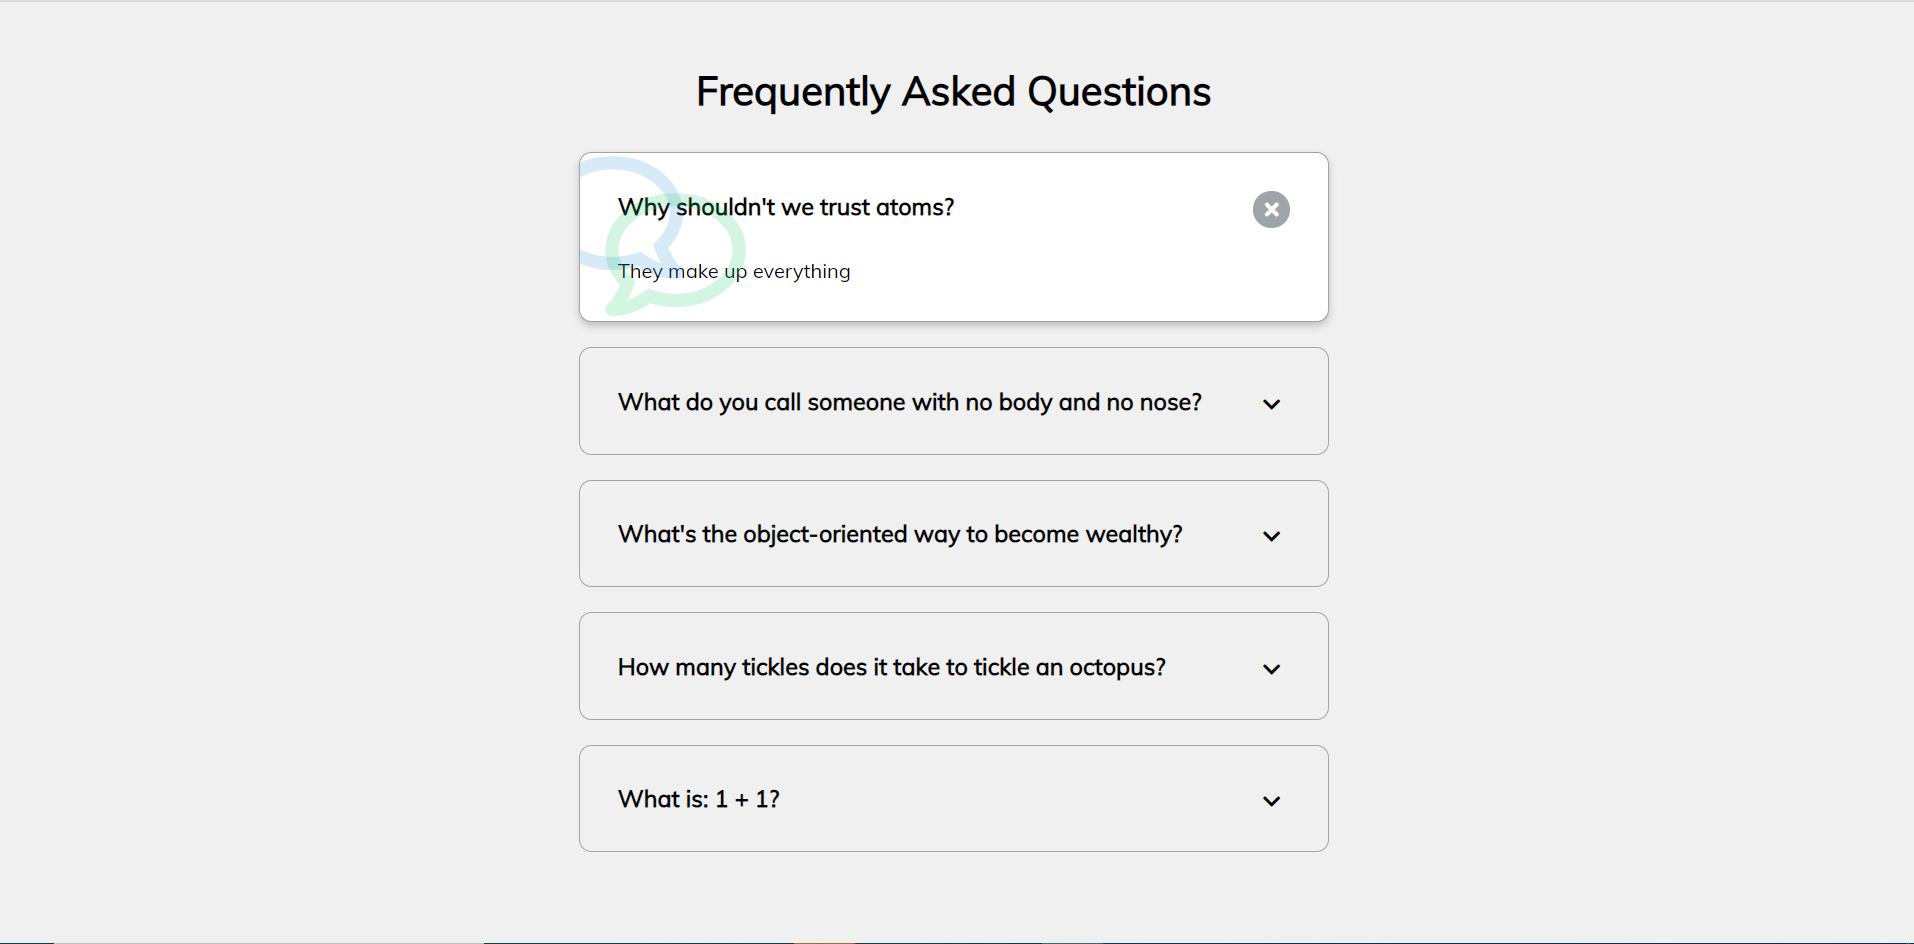 Frequently Asked Questions
Why shouldn't we trust atoms?
They make up everything
What do you call someone with no body and no nose?
What's the object-oriented way to become wealthy?
How many tickles does it take to tickle an octopus?
What is: 1 + 1?